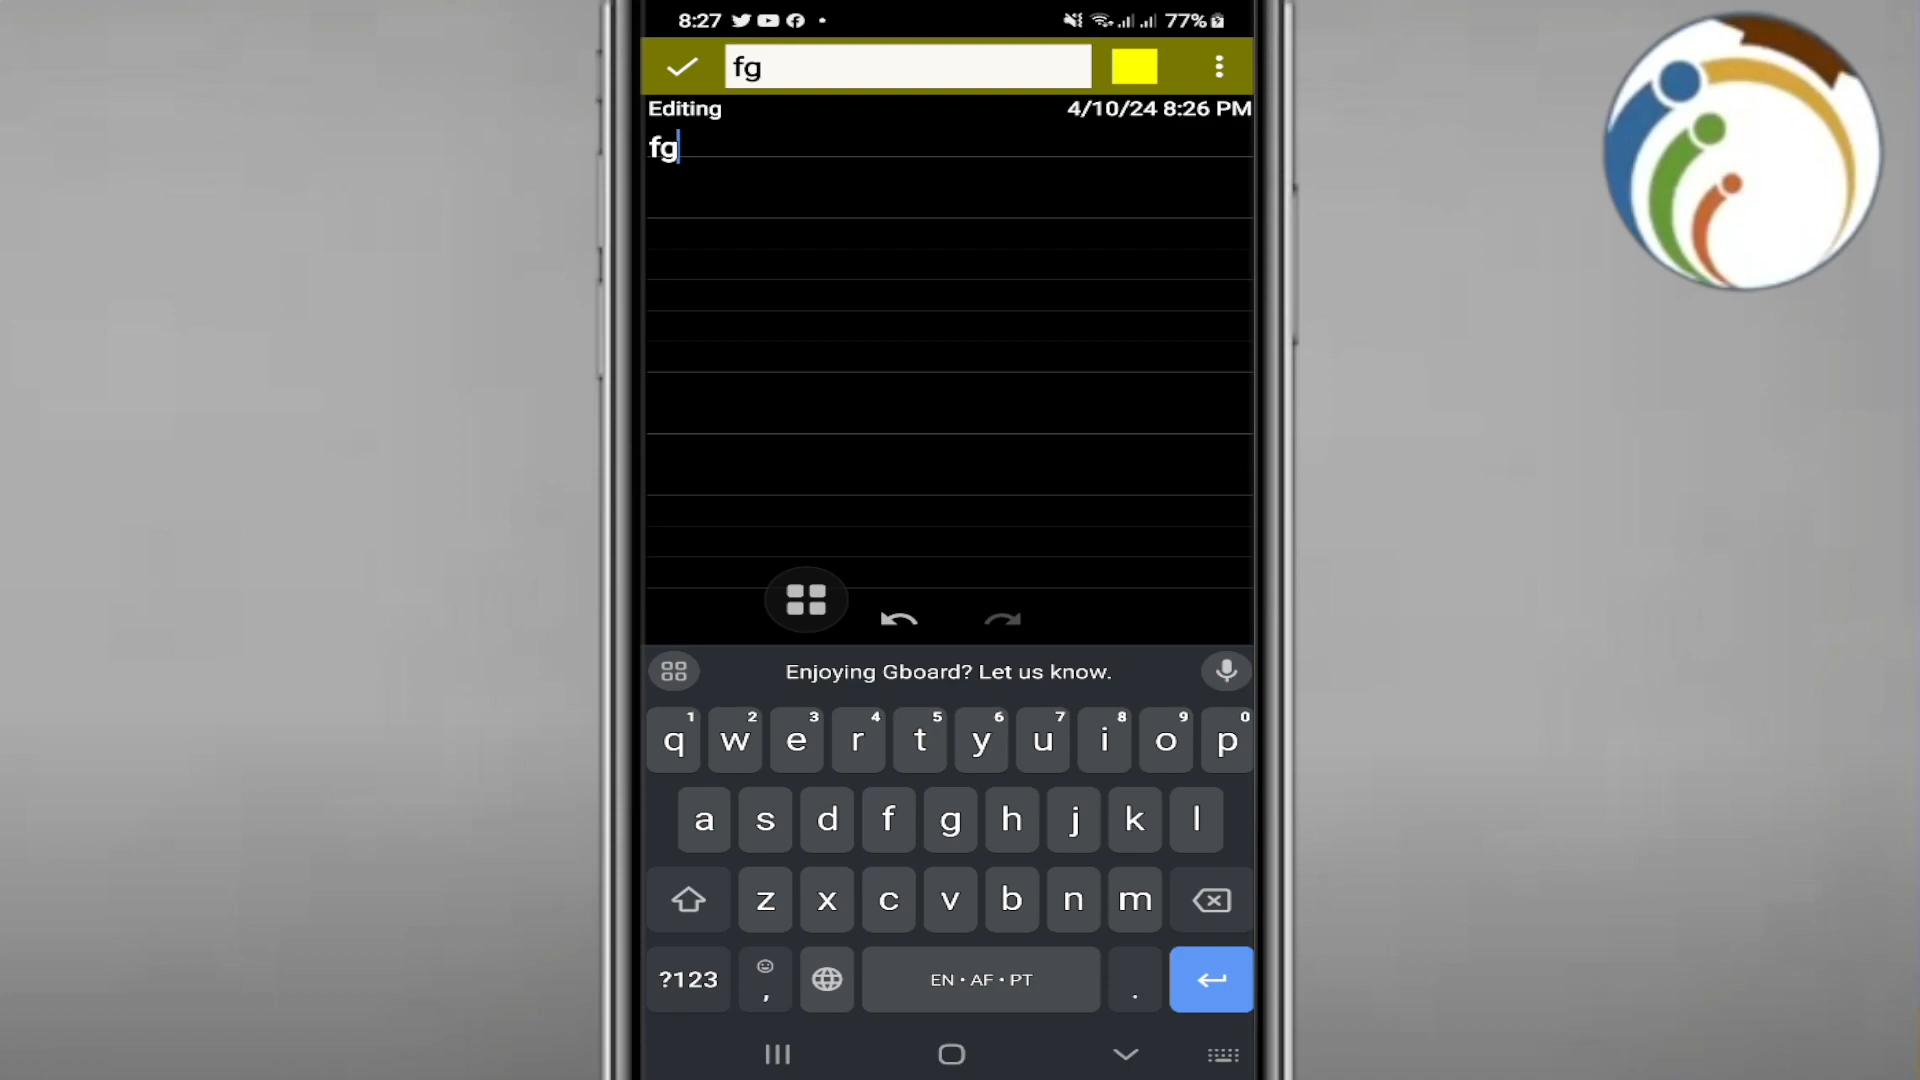 8:27 77%
fg
Editing 4/10/24 8:26 PM
fg
Enjoying Gboard? Let us know.
1 2 3 4 5 6 7 8 9 0
q w e r t y u i o p
a s d f g h j k l
z x c v b n m
?123 , EN • AF • PT .